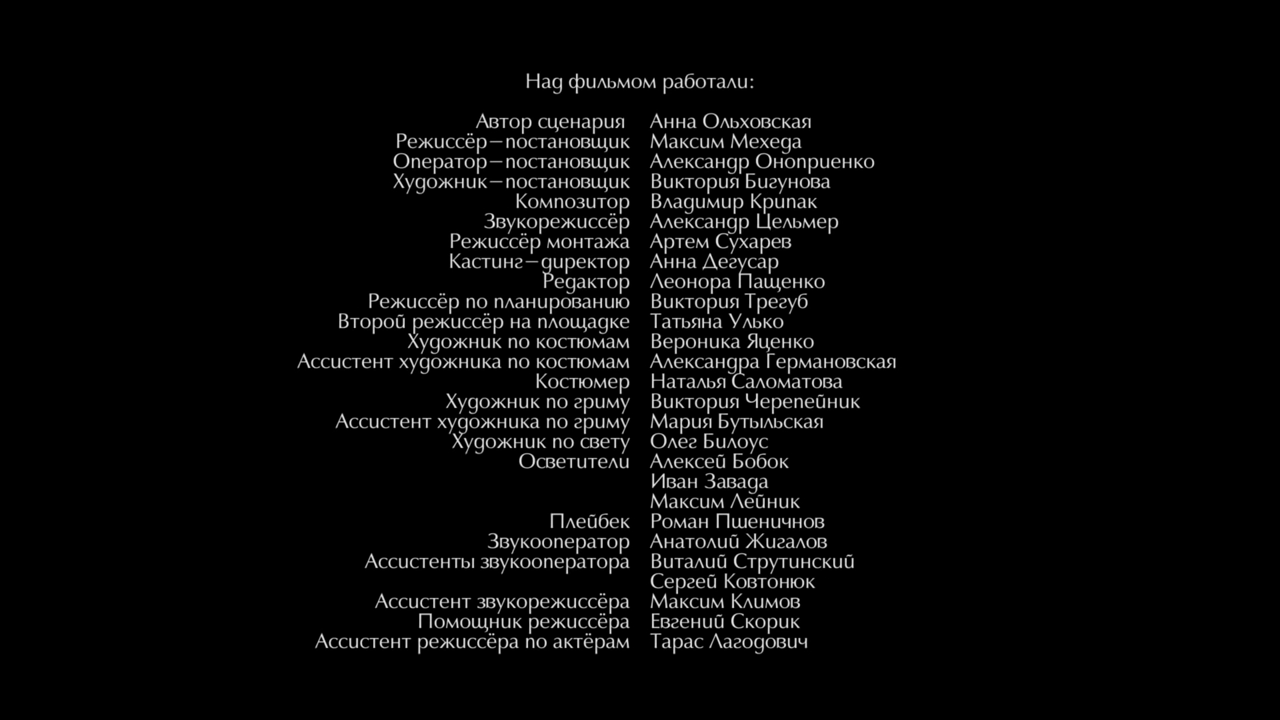 Над фильмом работали:
Автор сценария Анна Ольховская
Режиссёр–постановщик Максим Мехеда
Оператор–постановщик Александр Оноприенко
Художник–постановщик Виктория Бигунова
Композитор Владимир Крипак
Звукорежиссёр Александр Цельмер
Режиссёр монтажа Артем Сухарев
Кастинг–директор Анна Дегусар
Редактор Леонора Пащенко
Режиссёр по планированию Виктория Трегуб
Второй режиссёр на площадке Татьяна Улько
Художник по костюмам Вероника Яценко
Ассистент художника по костюмам Александра Германовская
Костюмер Наталья Саломатова
Художник по гриму Виктория Черепейник
Ассистент художника по гриму Мария Бутыльская
Художник по свету Олег Билоус
Осветители Алексей Бобок
Иван Завада
Максим Лейник
Плейбек Роман Пшеничнов
Звукооператор Анатолий Жигалов
Ассистенты звукооператора Виталий Струтинский
Сергей Ковтонюк
Ассистент звукорежиссёра Максим Климов
Помощник режиссёра Евгений Скорик
Ассистент режиссёра по актёрам Тарас Лагодович